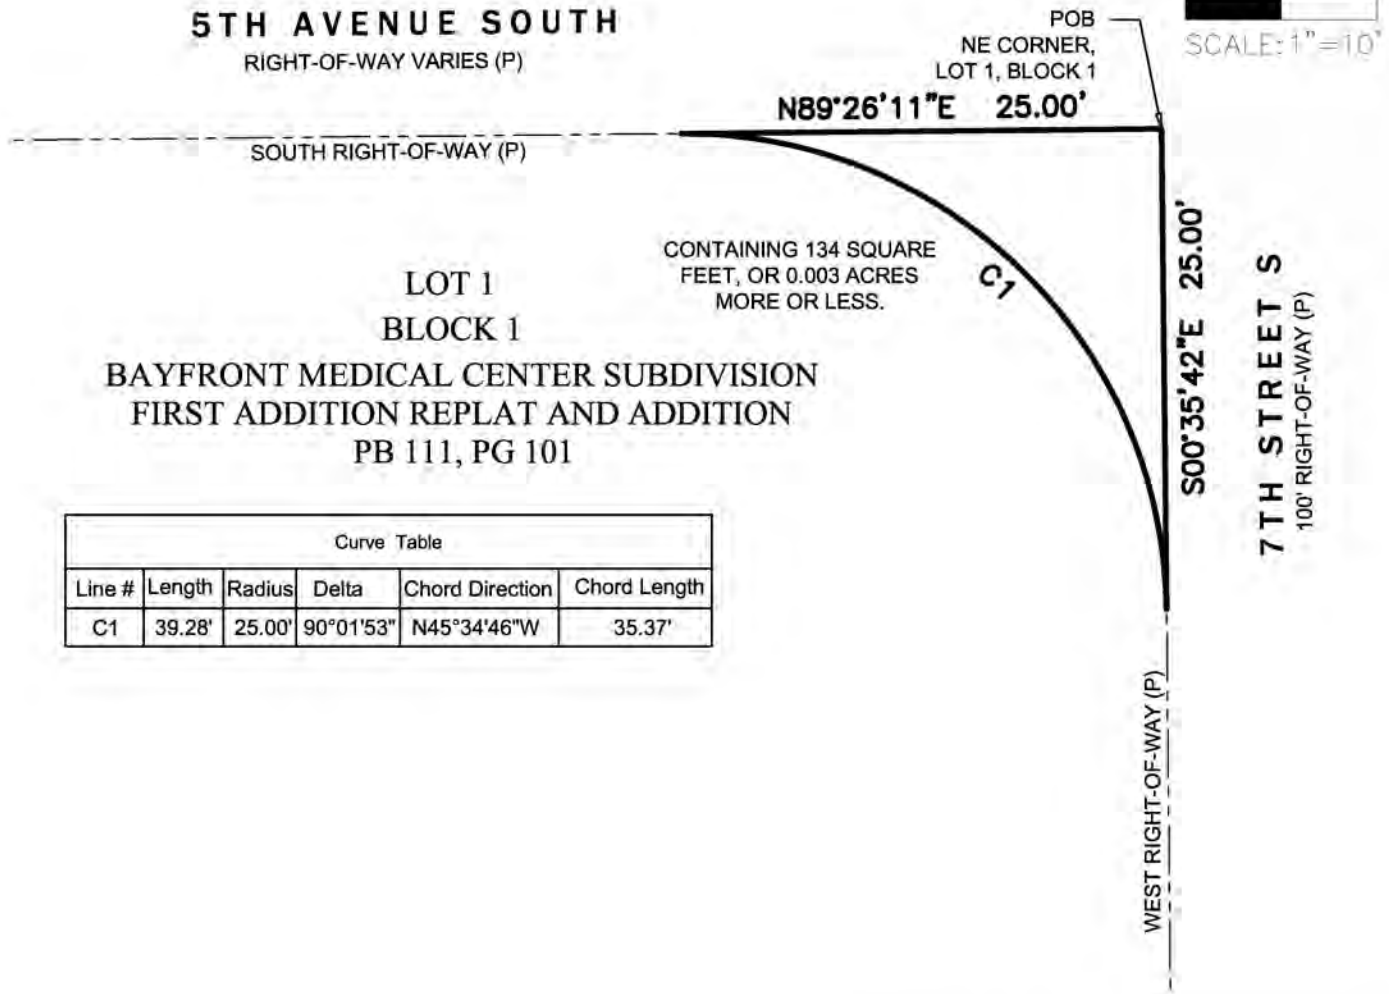 5TH AVENUE SOUTH
RIGHT-OF-WAY VARIES (P)
POB
NE CORNER,
LOT 1, BLOCK 1
SCALE: 1"=10'
N89°26'11"E 25.00'
SOUTH RIGHT-OF-WAY (P)
CONTAINING 134 SQUARE
FEET, OR 0.003 ACRES
MORE OR LESS.
C1
S00°35'42"E 25.00'
7TH STREET S
100' RIGHT-OF-WAY (P)
LOT 1
BLOCK 1
BAYFRONT MEDICAL CENTER SUBDIVISION
FIRST ADDITION REPLAT AND ADDITION
PB 111, PG 101
Curve Table
Line # Length Radius Delta Chord Direction Chord Length
C1 39.28' 25.00' 90°01'53" N45°34'46"W 35.37'
WEST RIGHT-OF-WAY (P)